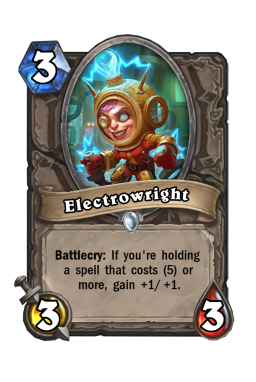 3
Electrowright
Battlecry: If you're holding
a spell that costs (5) or
more, gain +1/ +1.
3 3